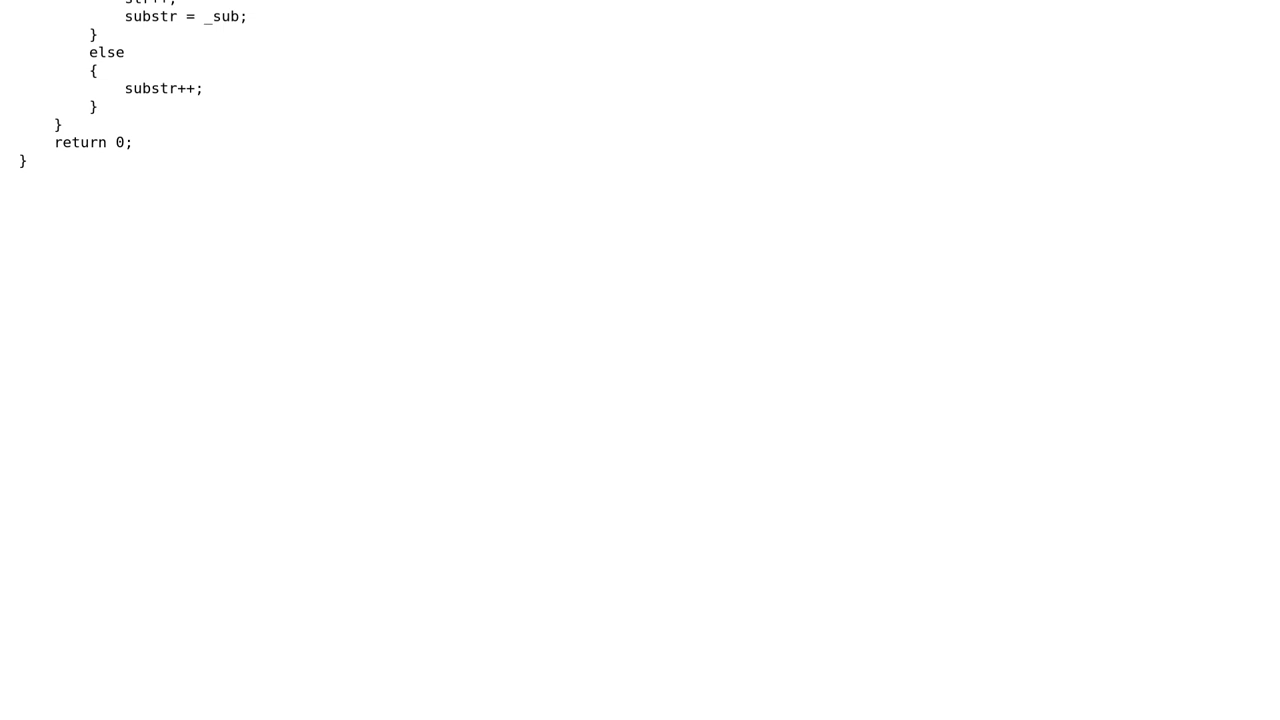 substr = _sub;
}
else
{
substr++;
}
}
return 0;
}